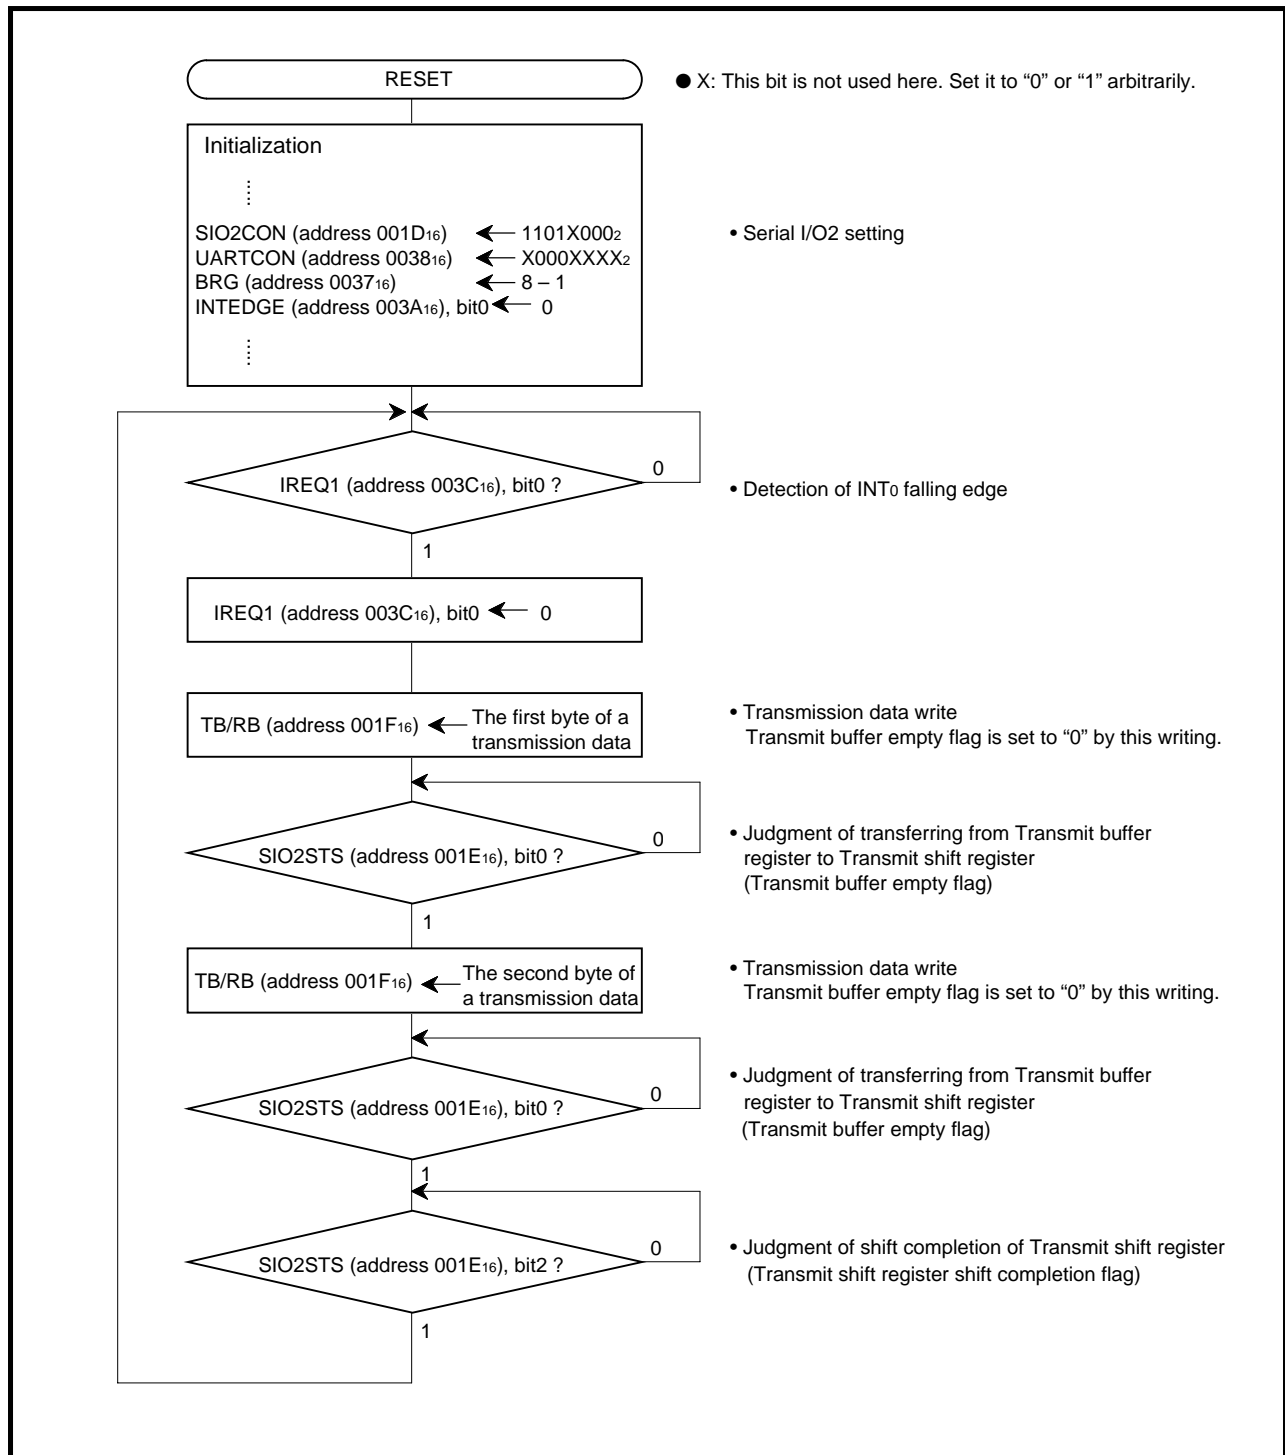 RESET
● X: This bit is not used here. Set it to “0” or “1” arbitrarily.
Initialization
SIO2CON (address 001D16) ← 1101X0002
• Serial I/O2 setting
UARTCON (address 003816) ← X000XXXX2
BRG (address 003716) ← 8 – 1
INTEDGE (address 003A16), bit0 ← 0
IREQ1 (address 003C16), bit0 ?
0
• Detection of INT0 falling edge
1
IREQ1 (address 003C16), bit0 ← 0
TB/RB (address 001F16) ← The first byte of a
transmission data
• Transmission data write
Transmit buffer empty flag is set to “0” by this writing.
SIO2STS (address 001E16), bit0 ?
0
• Judgment of transferring from Transmit buffer
register to Transmit shift register
(Transmit buffer empty flag)
1
TB/RB (address 001F16) ← The second byte of
a transmission data
• Transmission data write
Transmit buffer empty flag is set to “0” by this writing.
SIO2STS (address 001E16), bit0 ?
0
• Judgment of transferring from Transmit buffer
register to Transmit shift register
(Transmit buffer empty flag)
1
SIO2STS (address 001E16), bit2 ?
0
• Judgment of shift completion of Transmit shift register
(Transmit shift register shift completion flag)
1